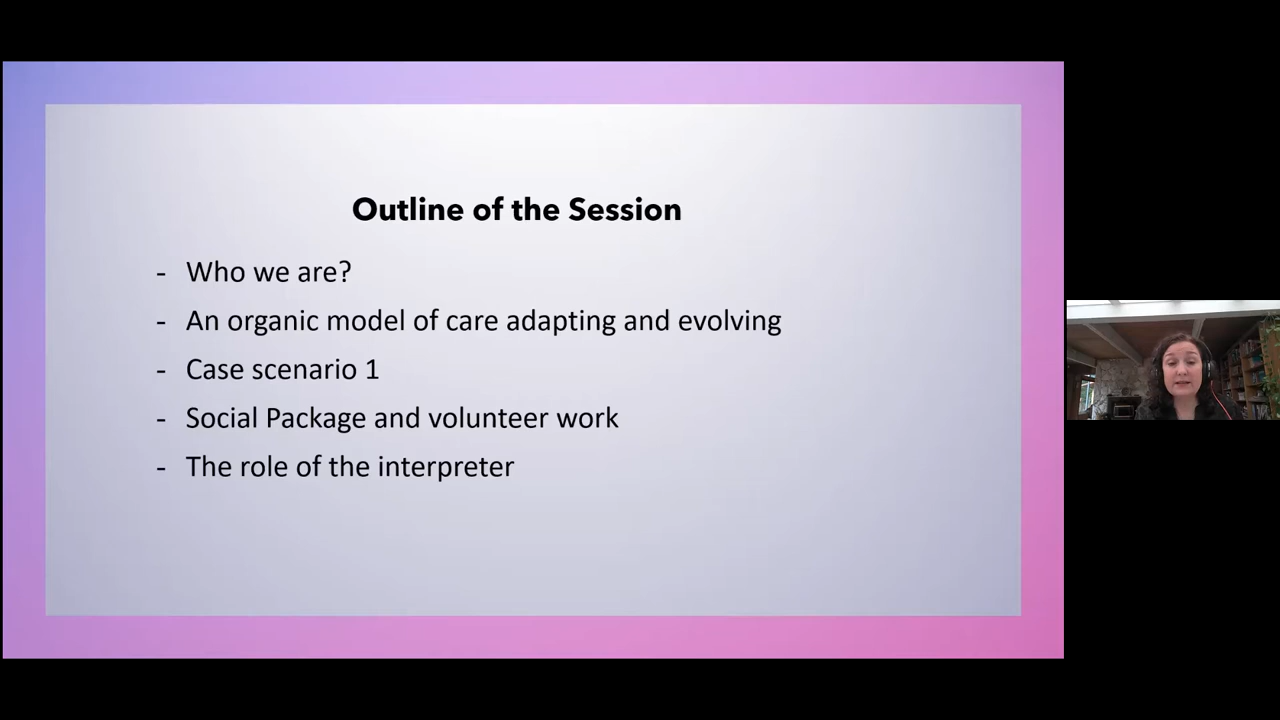 Outline of the Session
- Who we are?
- An organic model of care adapting and evolving
- Case scenario 1
- Social Package and volunteer work
- The role of the interpreter